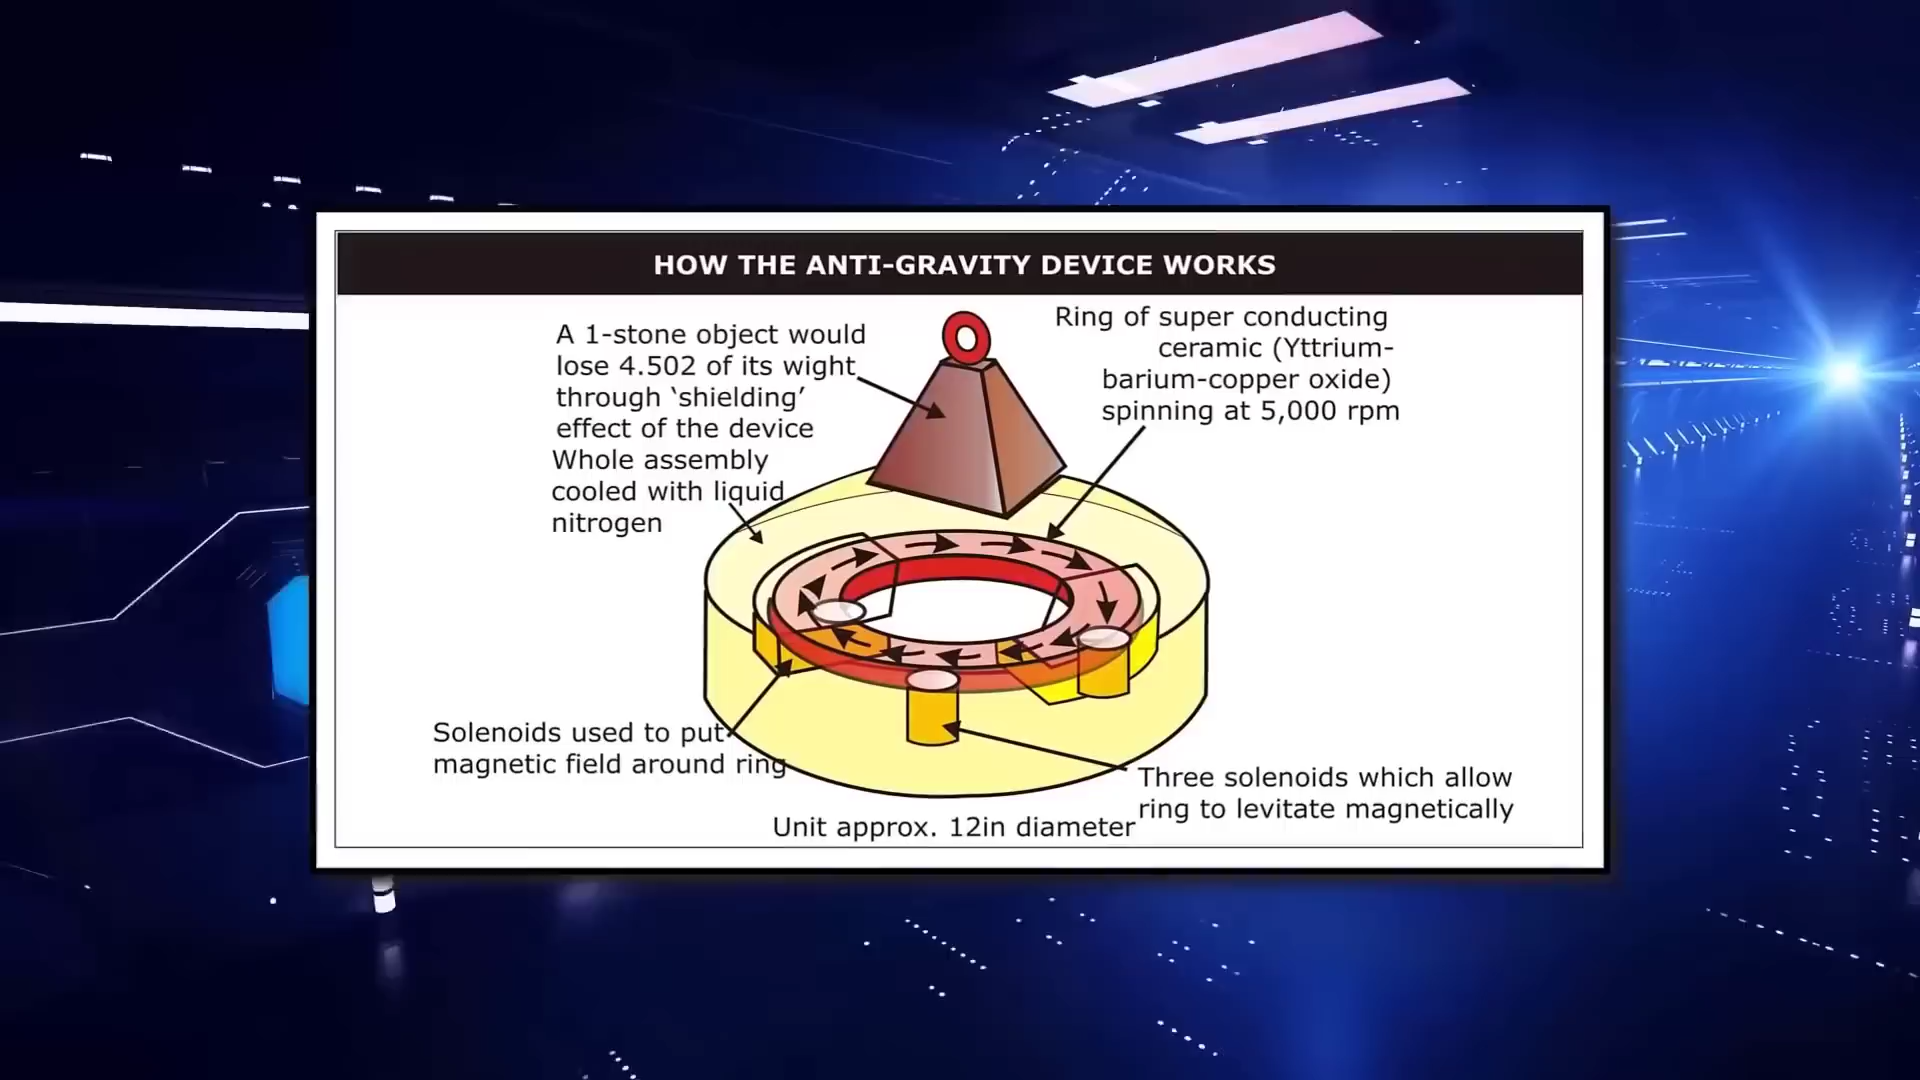 HOW THE ANTI-GRAVITY DEVICE WORKS
A 1-stone object would
lose 4.502 of its wight
through ‘shielding’
effect of the device
Whole assembly
cooled with liquid
nitrogen
Ring of super conducting
ceramic (Yttrium-
barium-copper oxide)
spinning at 5,000 rpm
Solenoids used to put
magnetic field around ring
Three solenoids which allow
ring to levitate magnetically
Unit approx. 12in diameter